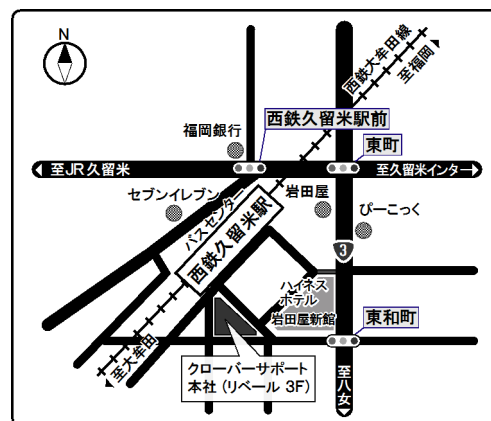 N
西鉄大牟田線
至福岡
西鉄久留米駅前
福岡銀行
東町
至JR久留米
至久留米インター
セブンイレブン
岩田屋
ぴーこっく
バスセンター
西鉄久留米駅
3
ハイネス
ホテル
岩田屋新館
東和町
至大牟田
クローバーサポート
本社 (リベール 3F)
至八女